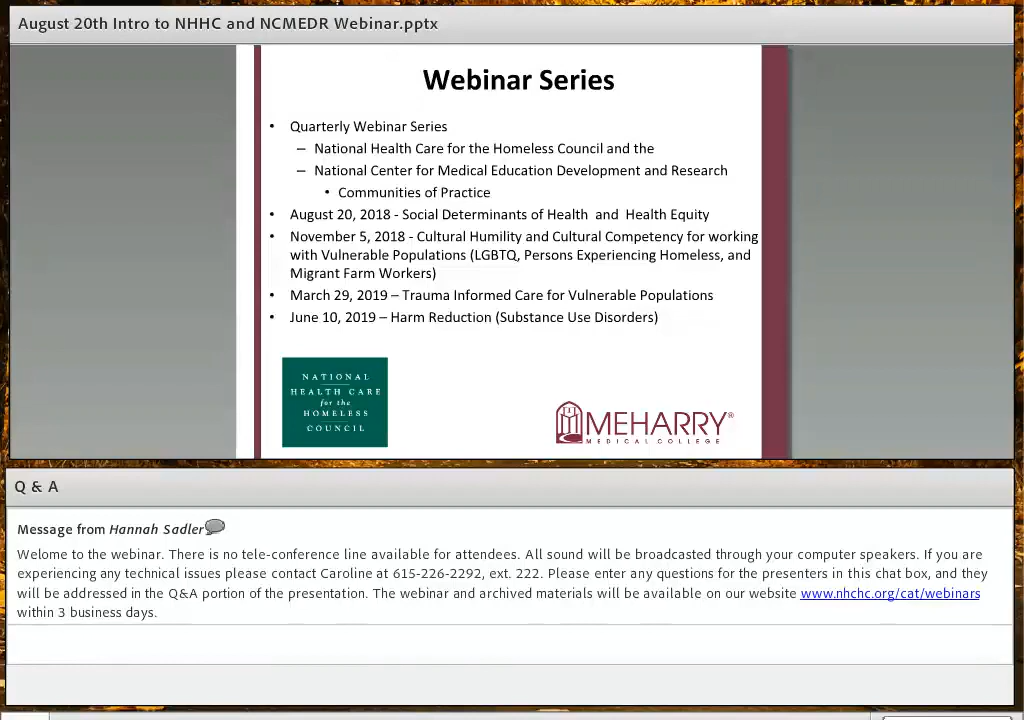 August 20th Intro to NHHC and NCMEDR Webinar.pptx
Webinar Series
• Quarterly Webinar Series
– National Health Care for the Homeless Council and the
– National Center for Medical Education Development and Research
• Communities of Practice
• August 20, 2018 - Social Determinants of Health and Health Equity
• November 5, 2018 - Cultural Humility and Cultural Competency for working
with Vulnerable Populations (LGBTQ, Persons Experiencing Homeless, and
Migrant Farm Workers)
• March 29, 2019 – Trauma Informed Care for Vulnerable Populations
• June 10, 2019 – Harm Reduction (Substance Use Disorders)
NATIONAL
HEALTH CARE
for the
HOMELESS
COUNCIL
MEHARRY®
MEDICAL COLLEGE
Q & A
Message from Hannah Sadler
Welome to the webinar. There is no tele-conference line available for attendees. All sound will be broadcasted through your computer speakers. If you are
experiencing any technical issues please contact Caroline at 615-226-2292, ext. 222. Please enter any questions for the presenters in this chat box, and they
will be addressed in the Q&A portion of the presentation. The webinar and archived materials will be available on our website www.nhchc.org/cat/webinars
within 3 business days.